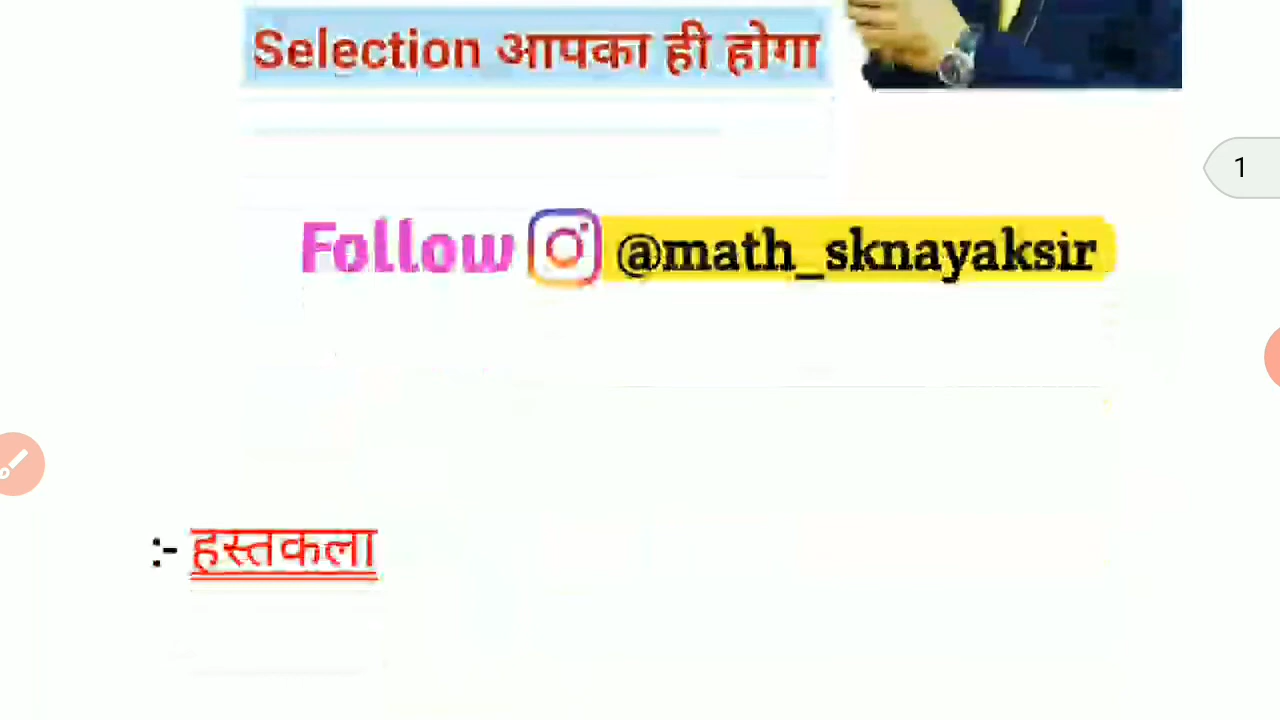 Selection आपका ही होगा
1
Follow @math_sknayaksir
:- हस्तकला